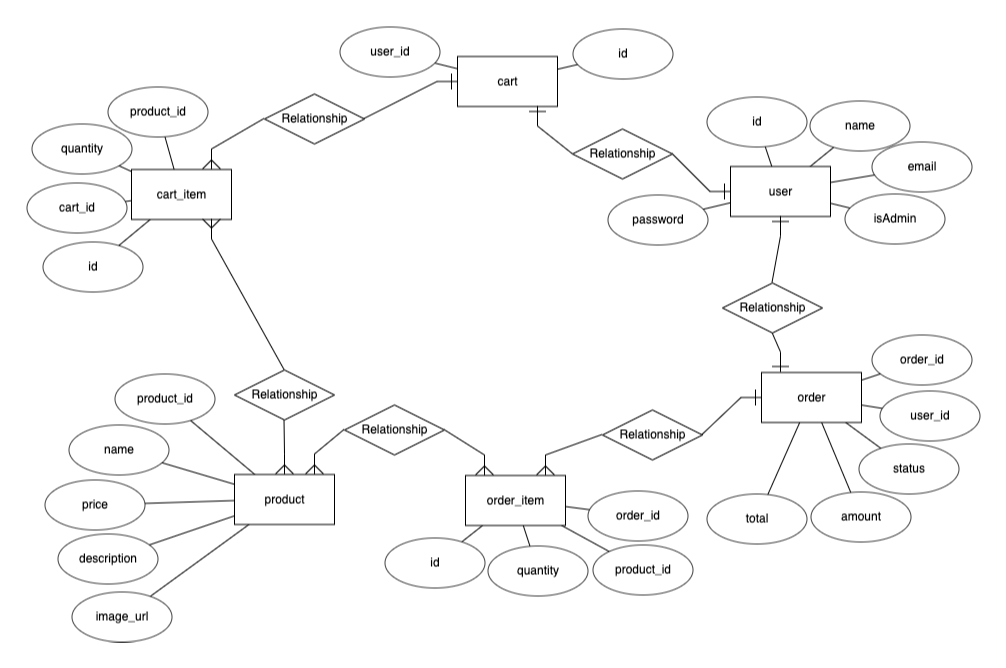 user_id
id
cart
product_id
Relationship
id
name
quantity
Relationship
email
cart_item
user
cart_id
password
isAdmin
id
Relationship
order_id
product_id
Relationship
order
user_id
Relationship
Relationship
name
status
price
product
order_item
total
amount
order_id
description
id
quantity
product_id
image_url